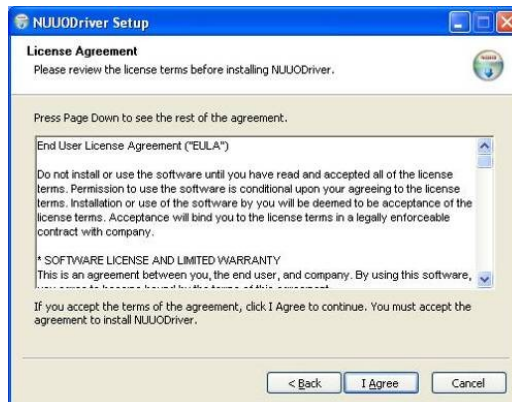 NUUODriver Setup
License Agreement
Please review the license terms before installing NUUODriver.
Press Page Down to see the rest of the agreement.
End User License Agreement ("EULA")
Do not install or use the software until you have read and accepted all of the license
terms. Permission to use the software is conditional upon your agreeing to the license
terms. Installation or use of the software by you will be deemed to be acceptance of the
license terms. Acceptance will bind you to the license terms in a legally enforceable
contract with company.
* SOFTWARE LICENSE AND LIMITED WARRANTY
This is an agreement between you, the end user, and company. By using this software,
If you accept the terms of the agreement, click I Agree to continue. You must accept the
agreement to install NUUODriver.
< Back
I Agree
Cancel